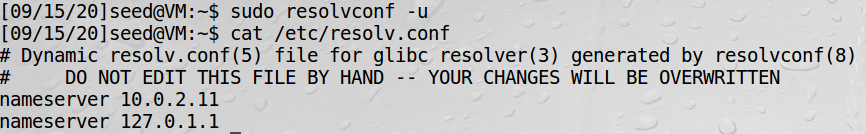 [09/15/20]seed@VM:~$ sudo resolvconf -u
[09/15/20]seed@VM:~$ cat /etc/resolv.conf
# Dynamic resolv.conf(5) file for glibc resolver(3) generated by resolvconf(8)
#     DO NOT EDIT THIS FILE BY HAND -- YOUR CHANGES WILL BE OVERWRITTEN
nameserver 10.0.2.11
nameserver 127.0.1.1